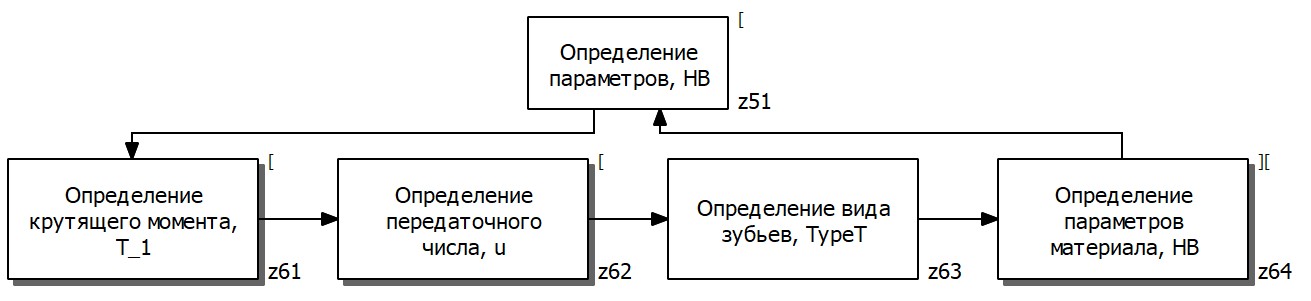 [
Определение
параметров, HB
z51
[
Определение
крутящего момента,
T_1
z61
[
Определение
передаточного
числа, u
z62
Определение вида
зубьев, TypeT
z63
][
Определение
параметров
материала, HB
z64